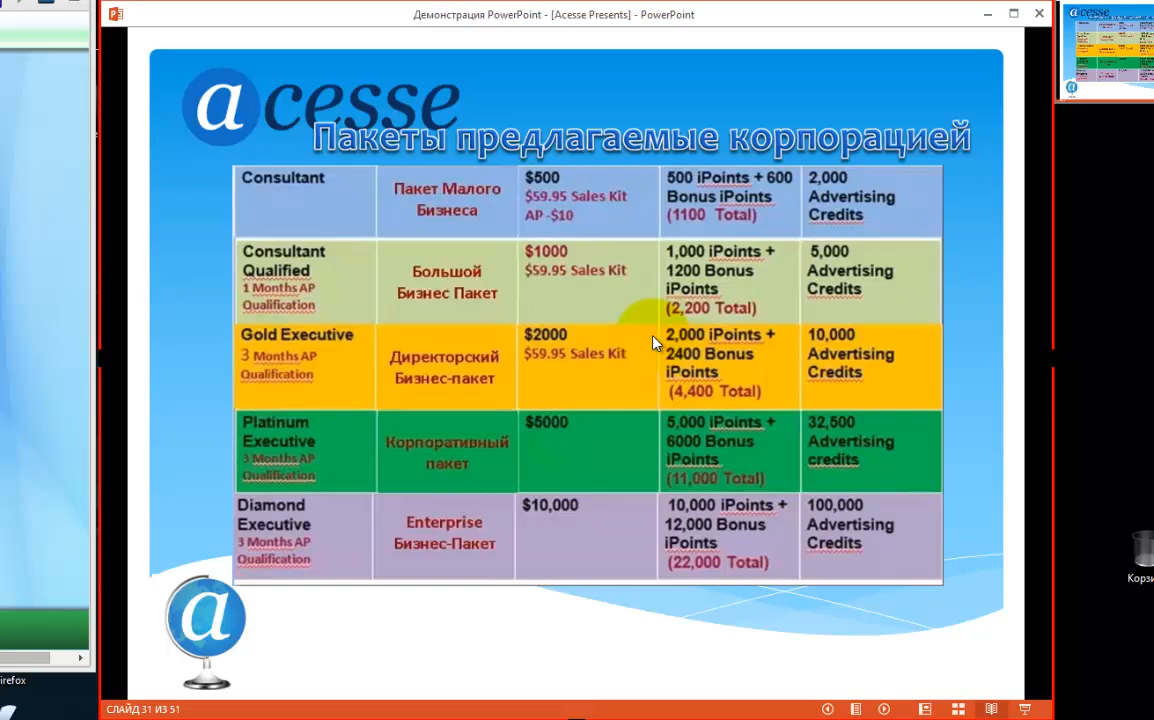 Демонстрация PowerPoint - [Acesse Presents] - PowerPoint
acesse
Пакеты предлагаемые корпорацией
Consultant
Пакет Малого
Бизнеса
$500
$59.95 Sales Kit
AP -$10
500 iPoints + 600
Bonus iPoints
(1100 Total)
2,000
Advertising
Credits
Consultant
Qualified
1 Months AP
Qualification
Большой
Бизнес Пакет
$1000
$59.95 Sales Kit
1,000 iPoints +
1200 Bonus
iPoints
(2,200 Total)
5,000
Advertising
Credits
Gold Executive
3 Months AP
Qualification
Директорский
Бизнес-пакет
$2000
$59.95 Sales Kit
2,000 iPoints +
2400 Bonus
iPoints
(4,400 Total)
10,000
Advertising
Credits
Platinum
Executive
3 Months AP
Qualification
Корпоративный
пакет
$5000
5,000 iPoints +
6000 Bonus
iPoints
(11,000 Total)
32,500
Advertising
credits
Diamond
Executive
3 Months AP
Qualification
Enterprise
Бизнес-Пакет
$10,000
10,000 iPoints +
12,000 Bonus
iPoints
(22,000 Total)
100,000
Advertising
Credits
a
СЛАЙД 31 ИЗ 51
irefox
Корзи